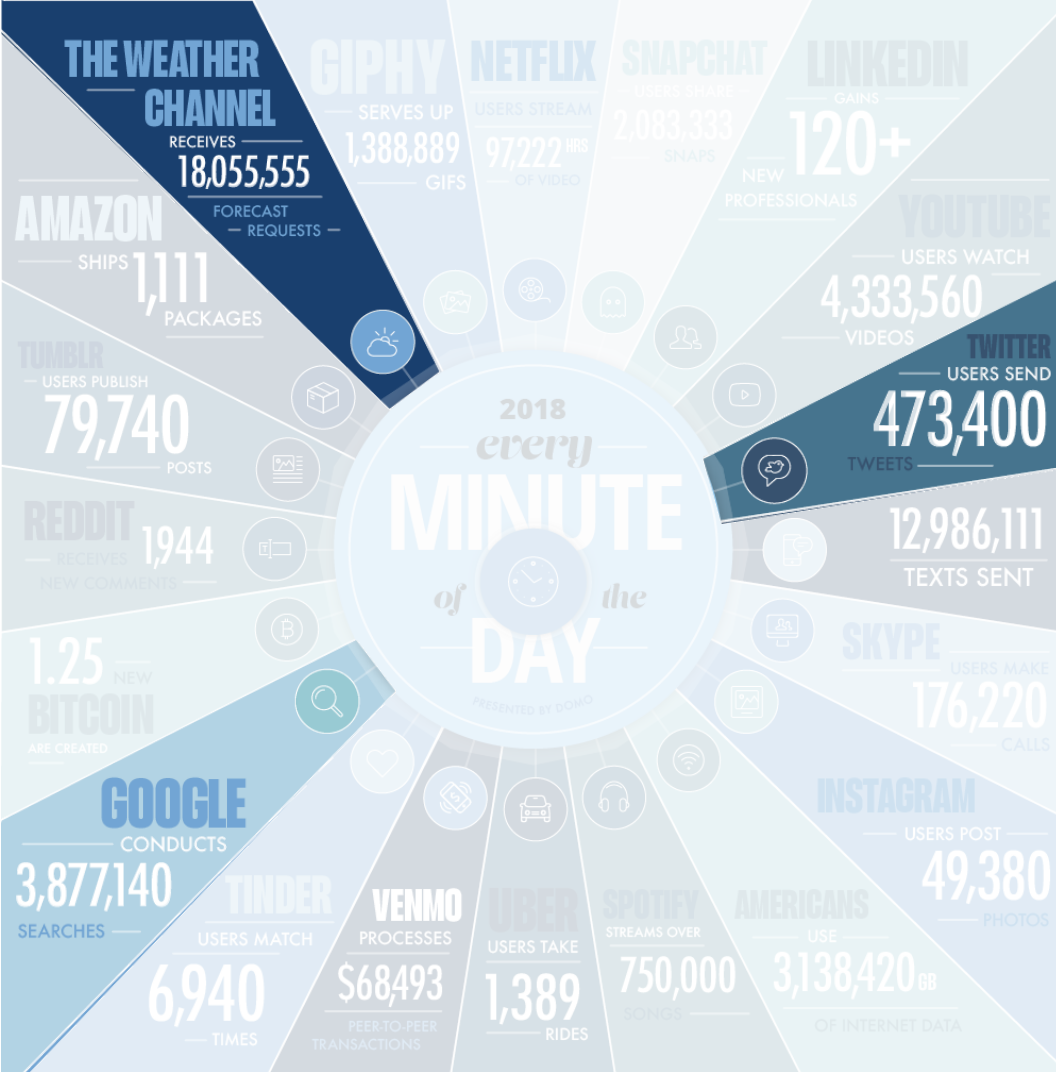 THE WEATHER
CHANNEL
RECEIVES
18,055,555
FORECAST
REQUESTS
GIPHY
SERVES UP
1,388,889
GIFS
NETFLIX
USERS STREAM
97,222 HRS
OF VIDEO
SNAPCHAT
USERS SHARE
2,083,333
SNAPS
LINKEDIN
GAINS
120+
NEW
PROFESSIONALS
YOUTUBE
USERS WATCH
4,333,560
VIDEOS
TWITTER
USERS SEND
473,400
TWEETS
12,986,111
TEXTS SENT
SKYPE
USERS MAKE
176,220
CALLS
INSTAGRAM
USERS POST
49,380
PHOTOS
AMERICANS
USE
3,138,420 GB
OF INTERNET DATA
SPOTIFY
STREAMS OVER
750,000
SONGS
UBER
USERS TAKE
1,389
RIDES
VENMO
PROCESSES
$68,493
PEER-TO-PEER
TRANSACTIONS
TINDER
USERS MATCH
6,940
TIMES
GOOGLE
CONDUCTS
3,877,140
SEARCHES
1.25 NEW
BITCOIN
ARE CREATED
REDDIT
RECEIVES 1,944
NEW COMMENTS
TUMBLR
USERS PUBLISH
79,740
POSTS
AMAZON
SHIPS 1,111
PACKAGES
2018
every
MINUTE
of the
DAY
PRESENTED BY DOMO